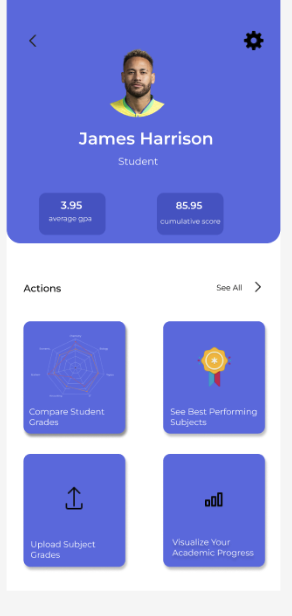 James Harrison
Student
3.95
average gpa
85.95
cumulative score
Actions
See All
Compare Student
Grades
See Best Performing
Subjects
Upload Subject
Grades
Visualize Your
Academic Progress